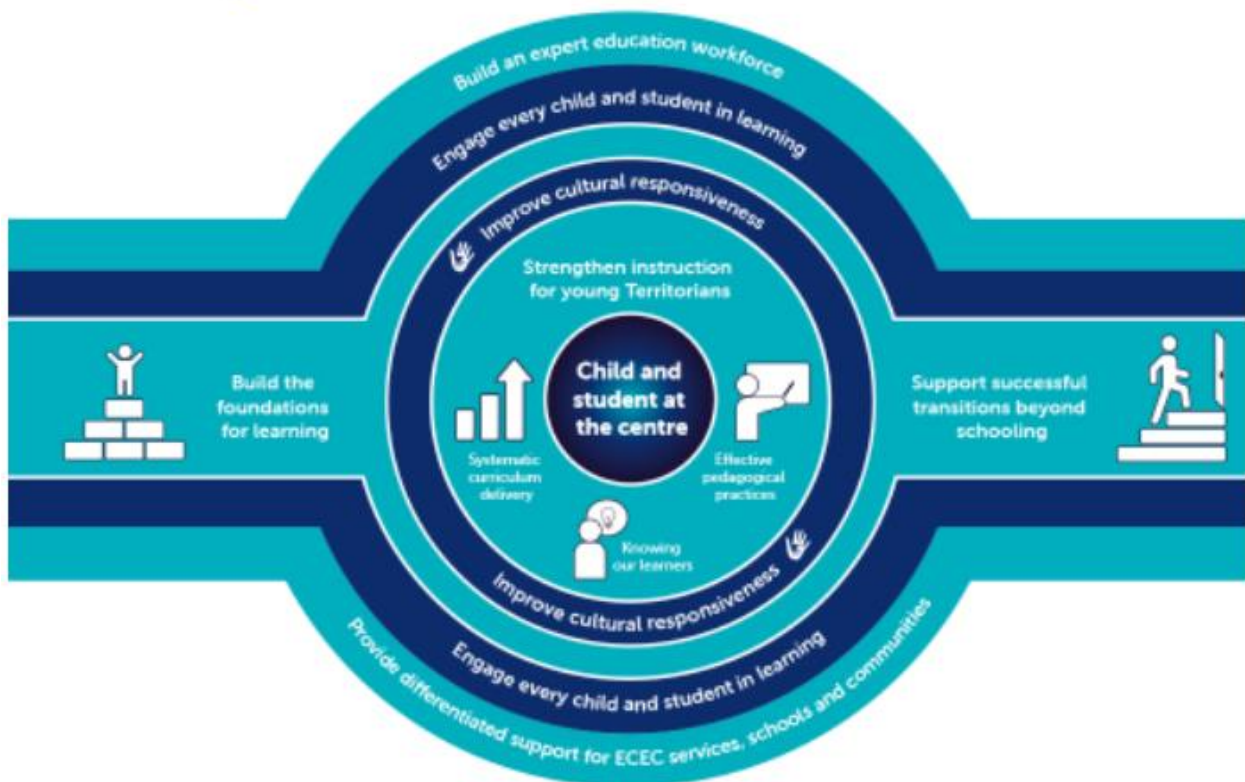 Build an expert education workforce
Engage every child and student in learning
Improve cultural responsiveness
Strengthen instruction
for young Territorians
Build the
foundations
for learning
Child and
student at
the centre
Support successful
transitions beyond
schooling
Systematic
curriculum
delivery
Effective
pedagogical
practices
Knowing
our learners
Improve cultural responsiveness
Engage every child and student in learning
Provide differentiated support for ECEC services, schools and communities